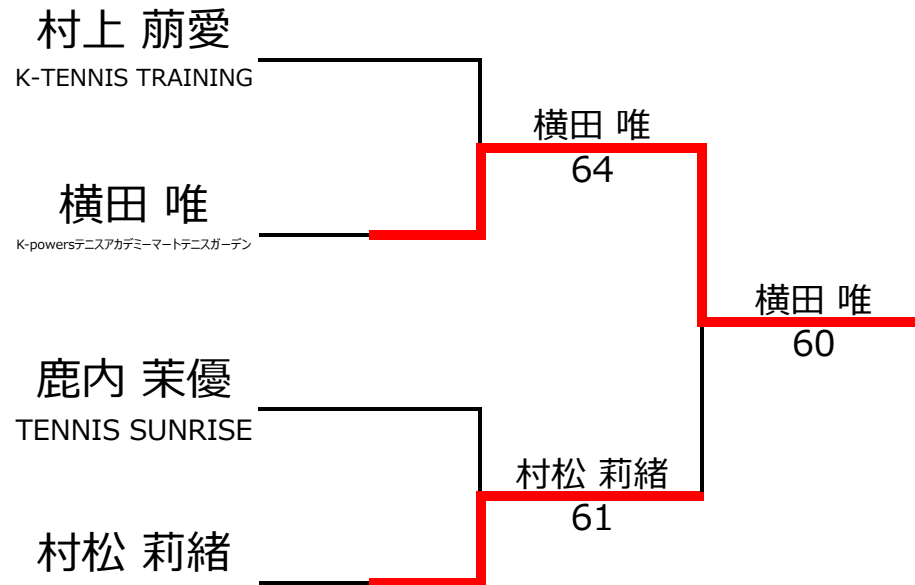 村上 萠愛
K-TENNIS TRAINING
横田 唯
64
横田 唯
K-powersテニスアカデミーマートテニスガーデン
横田 唯
60
鹿内 茉優
TENNIS SUNRISE
村松 莉緒
61
村松 莉緒